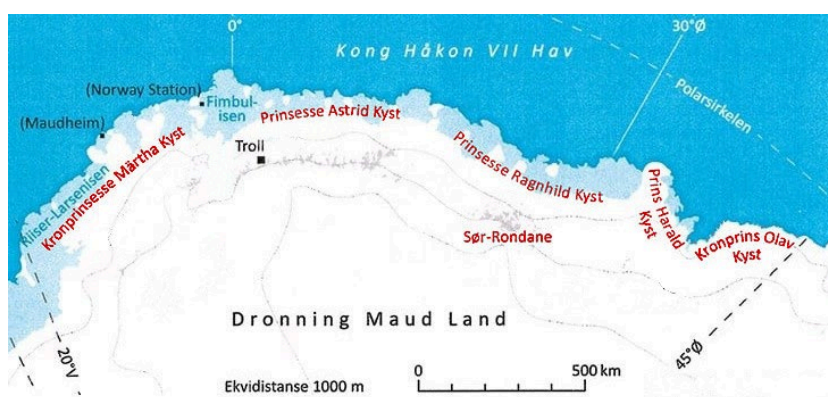 0°
30°Ø
Kong Håkon VII Hav
Polarsirkelen
(Norway Station)
Fimbul-
isen
(Maudheim)
Prinsesse Astrid Kyst
Troll
Kronprinsesse Märtha Kyst
Rliser-Larsenisen
Prinsesse Ragnhild Kyst
Prins Harald
Kyst
Sør-Rondane
Kronprins Olav
Kyst
Dronning Maud Land
20°V
45°Ø
0
500 km
Ekvidistanse 1000 m